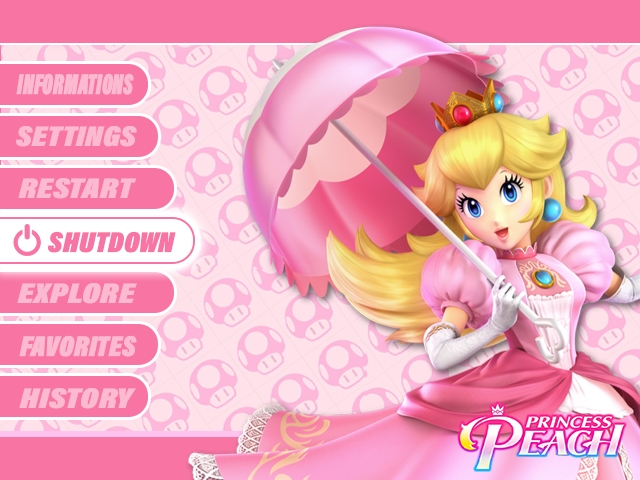 INFORMATIONS
SETTINGS
RESTART
SHUTDOWN
EXPLORE
FAVORITES
HISTORY
PRINCESS
PEACH